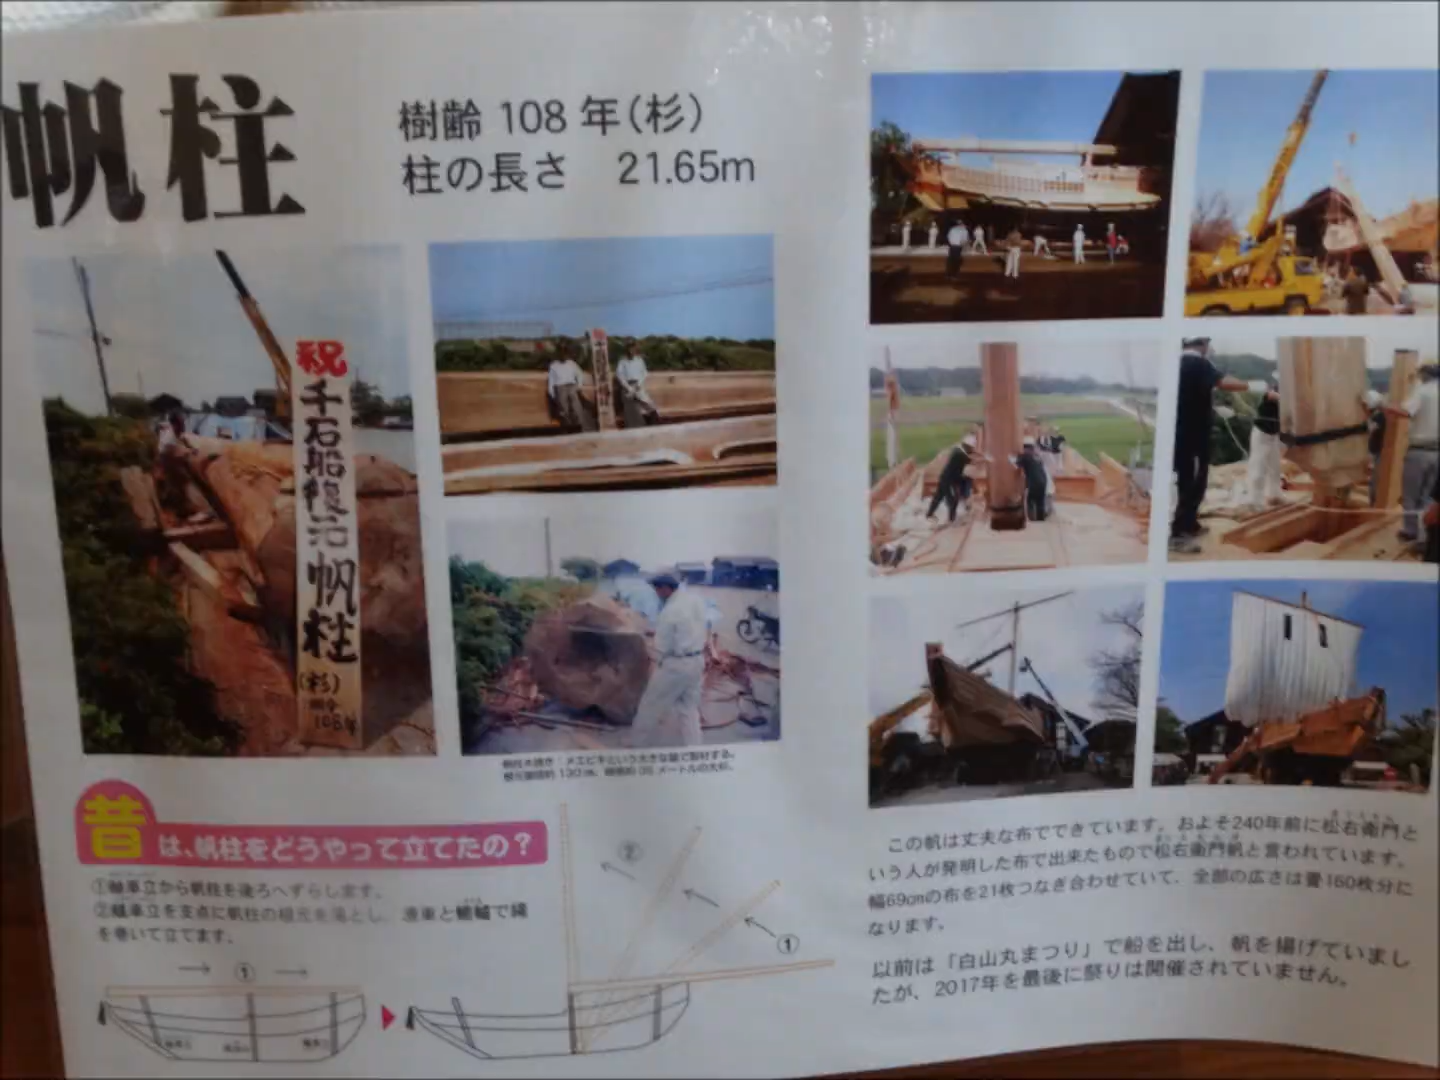 帆柱
樹齢 108 年（杉）
柱の長さ　21.65m
祝
千石船復元帆柱
(杉)
108年
昔は、帆柱をどうやって立てたの？
①艫車立から帆柱を後ろへずらします。
②艫車立を支点に帆柱の根元を落とし、
で縄
を巻いて立てます。
①
②
①
この帆は丈夫な布でできています。およそ240年前に松右衛門と
いう人が発明した布で出来たもので松右衛門帆と言われています。
幅69㎝の布を21枚つなぎ合わせていて、全部の広さは畳160枚分に
なります。
以前は「白山丸まつり」で船を出し、帆を揚げていまし
たが、2017年を最後に祭りは開催されていません。